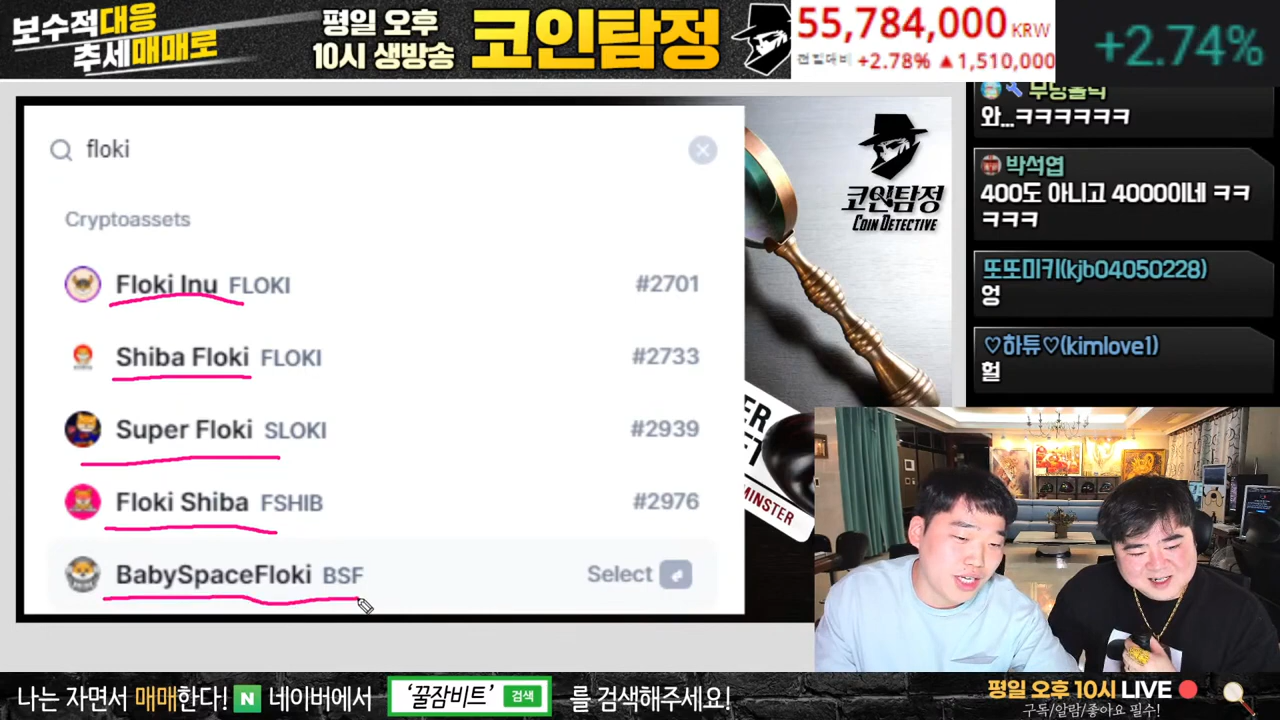 보수적대응
추세매매로
평일 오후
10시 생방송
코인탐정
55,784,000 KRW
전일대비 +2.78% ▲1,510,000
+2.74%
floki
Cryptoassets
Floki Inu FLOKI #2701
Shiba Floki FLOKI #2733
Super Floki SLOKI #2939
Floki Shiba FSHIB #2976
BabySpaceFloki BSF Select
코인탐정
COIN DETECTIVE
MINSTER
와...ㅋㅋㅋㅋㅋㅋ
박석엽
400도 아니고 4000이네 ㅋㅋ
ㅋㅋㅋㅋ
또또미키(kjb04050228)
엉
♡하튜♡(kimlove1)
헐
나는 자면서 매매한다! N 네이버에서 '꿀잠비트' 검색 를 검색해주세요!
평일 오후 10시 LIVE
구독/알람/좋아요 필수!